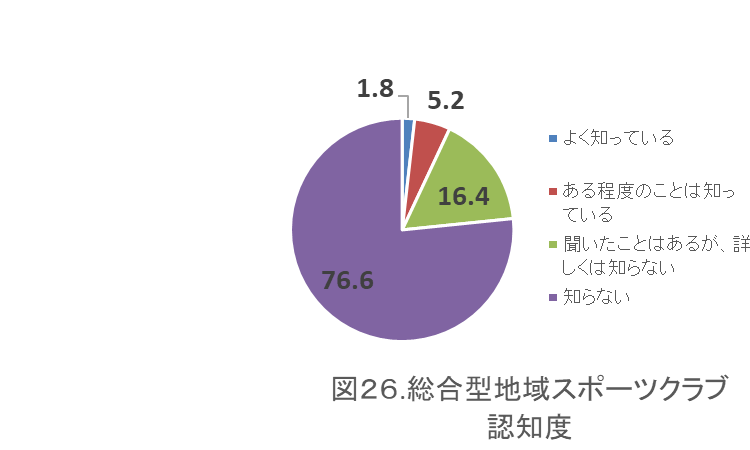 1.8
5.2
16.4
76.6
よく知っている
ある程度のことは知っ
ている
聞いたことはあるが、詳
しくは知らない
知らない
図２６.総合型地域スポーツクラブ
認知度